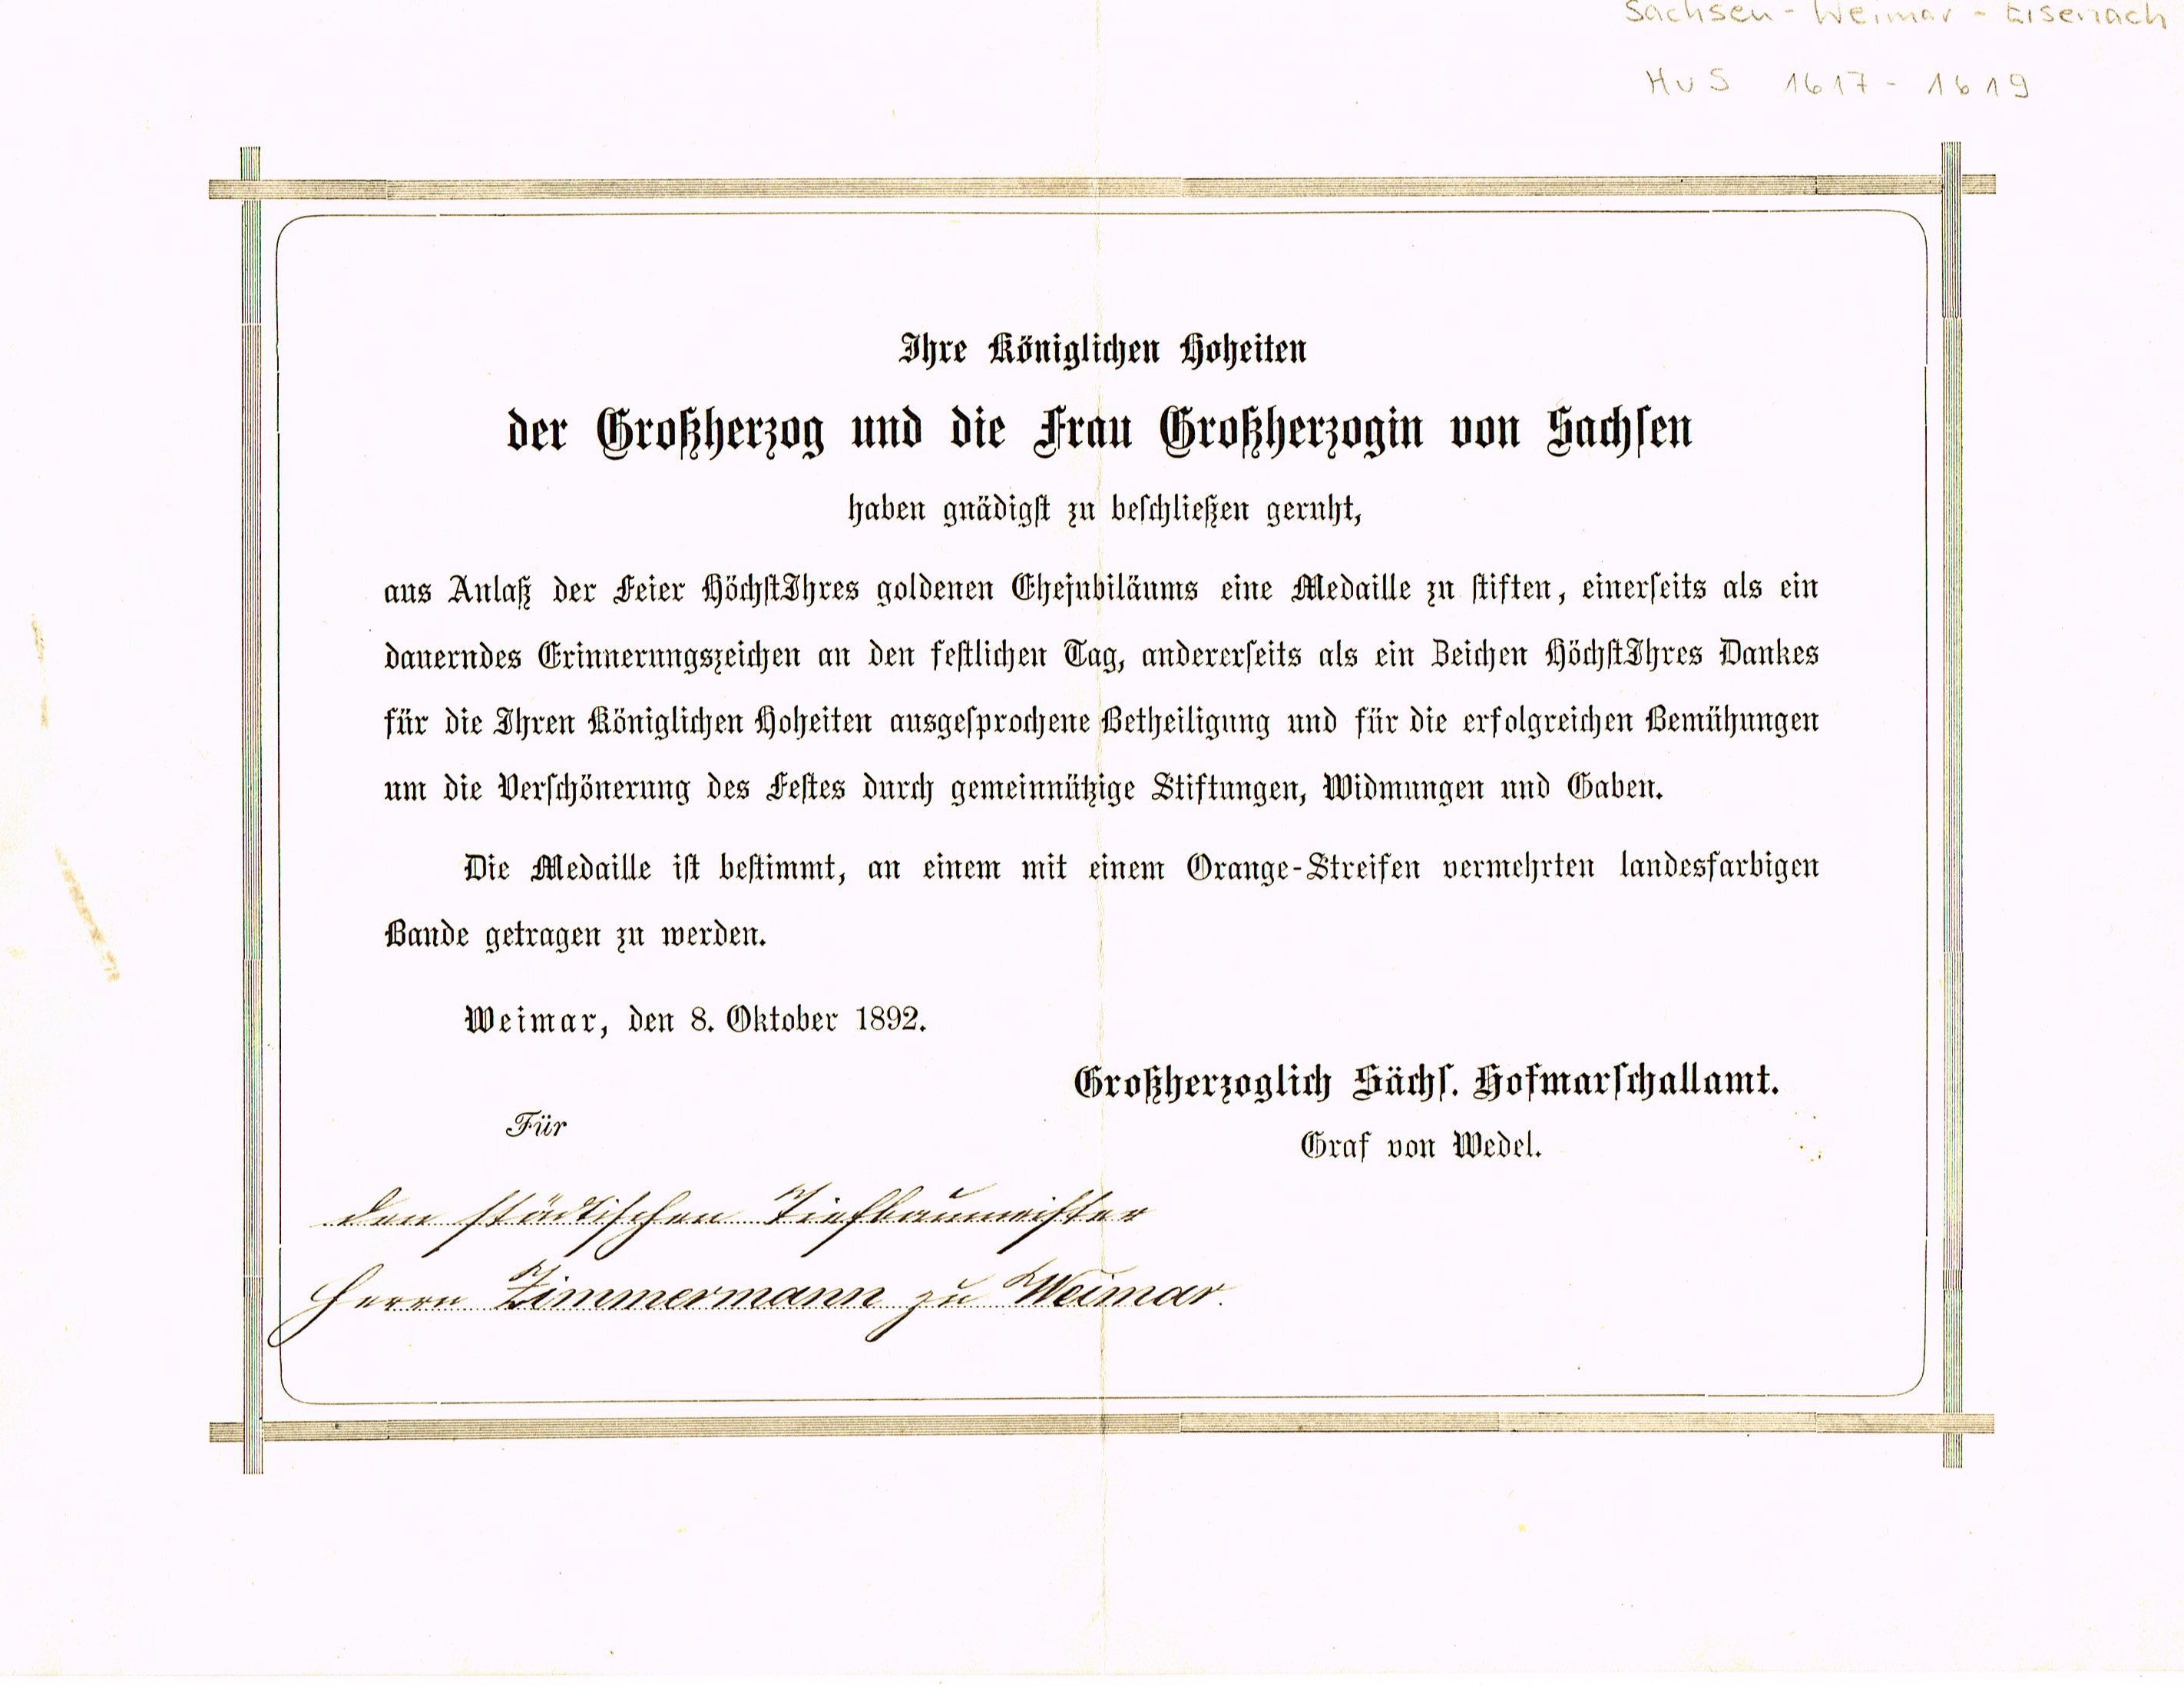 Sachsen - Weimar - Eisenach
HvS 1617 - 1619
Ihre Königlichen Hoheiten
der Großherzog und die Frau Großherzogin von Sachſen
haben gnädigſt zu beſchließen geruht,
aus Anlaß der Feier HöchſtIhres goldenen Ehejubiläums eine Medaille zu ſtiften, einerſeits als ein
dauerndes Erinnerungszeichen an den feſtlichen Tag, andererſeits als ein Zeichen HöchſtIhres Dankes
für die Ihren Königlichen Hoheiten ausgeſprochene Betheiligung und für die erfolgreichen Bemühungen
um die Verſchönerung des Feſtes durch gemeinnützige Stiftungen, Widmungen und Gaben.
Die Medaille iſt beſtimmt, an einem mit einem Orange-Streifen vermehrten landesfarbigen
Bande getragen zu werden.
Weimar, den 8. Oktober 1892.
Großherzoglich Sächſ. Hofmarſchallamt.
Graf von Wedel.
Für
den ſtädtiſchen Tiefbaumeiſter
Herrn Zimmermann zu Weimar.